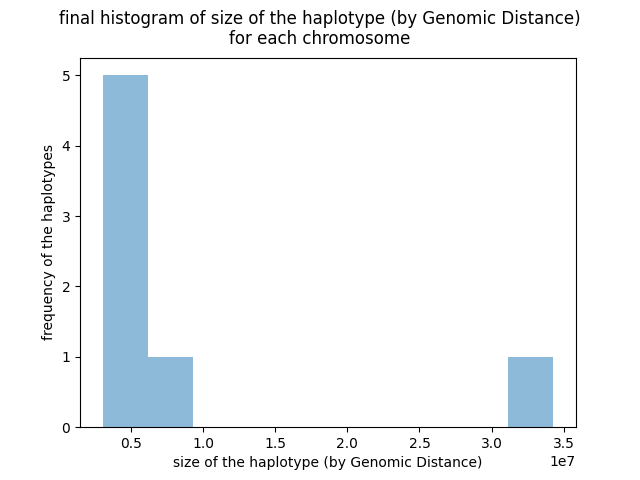 final histogram of size of the haplotype (by Genomic Distance)
for each chromosome
5
4
3
2
1
0
frequency of the haplotypes
0.5 1.0 1.5 2.0 2.5 3.0 3.5
1e7
size of the haplotype (by Genomic Distance)